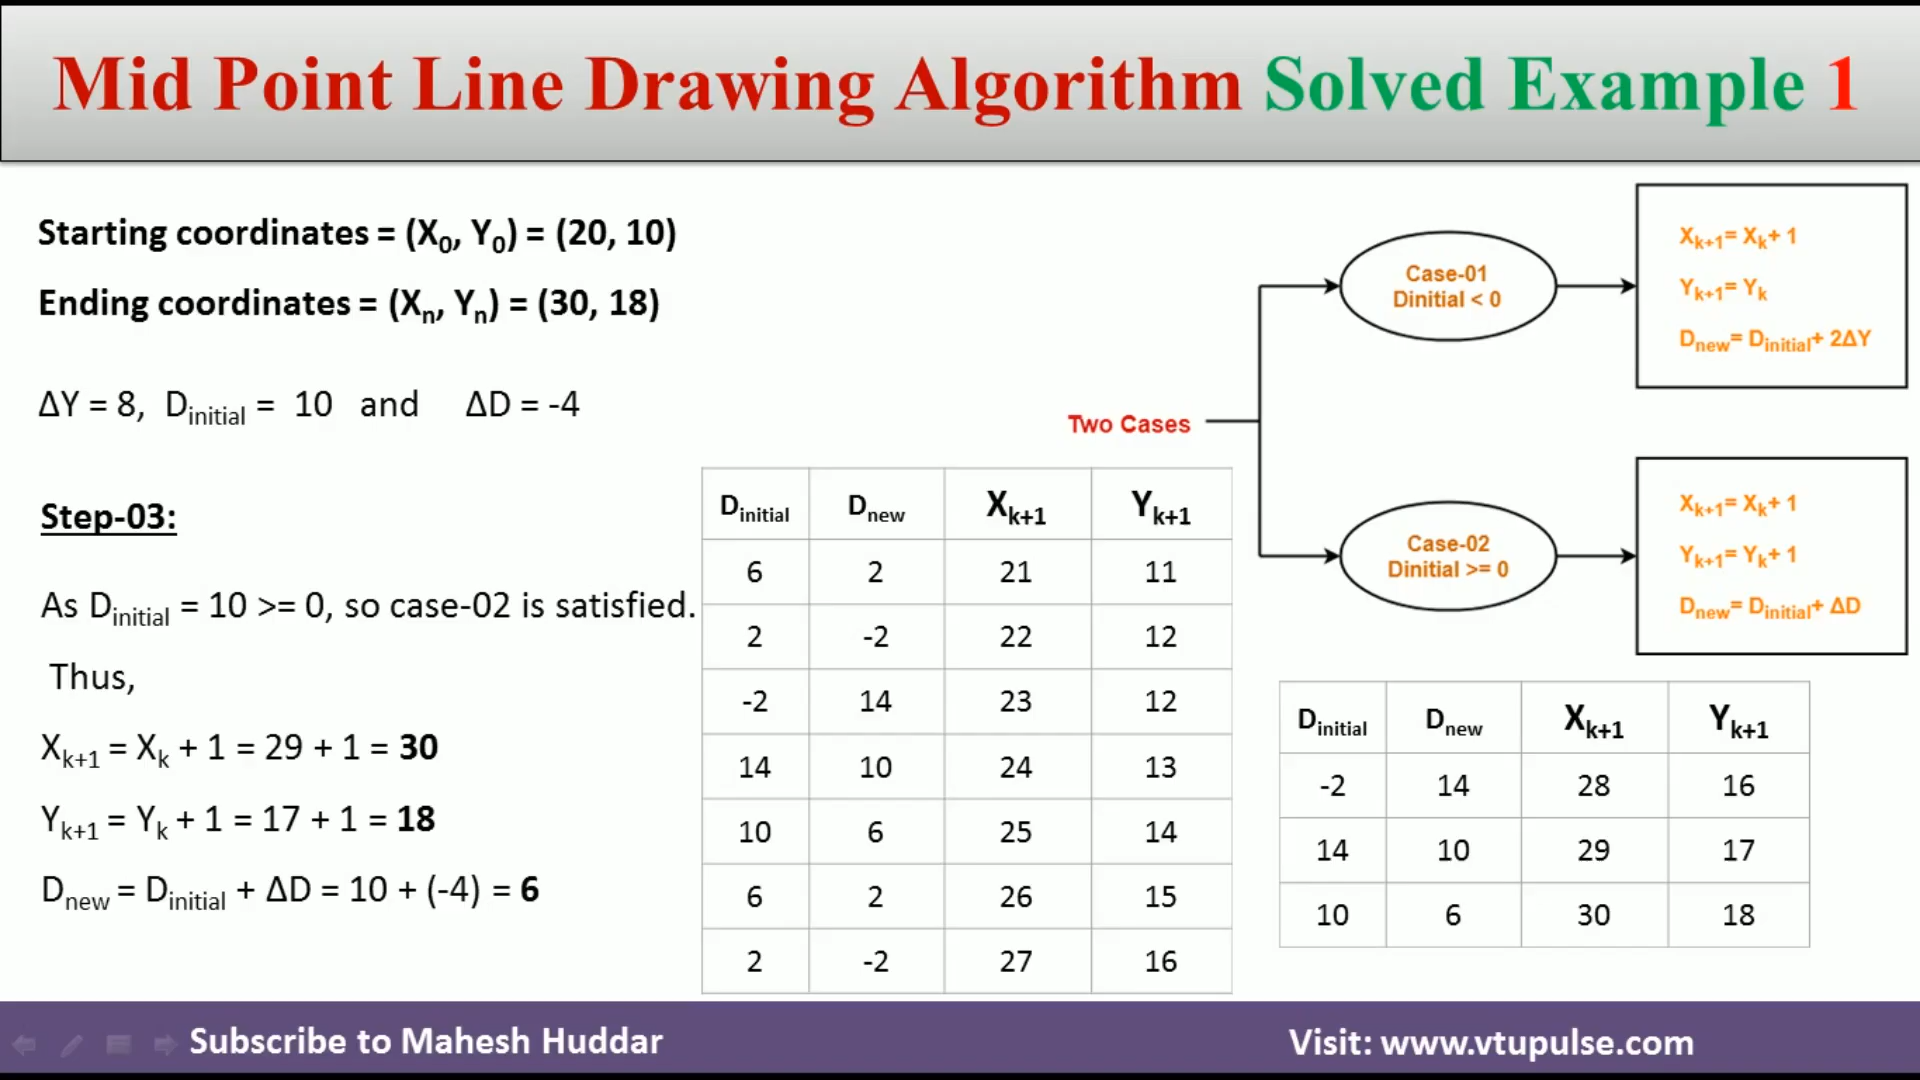 Mid Point Line Drawing Algorithm Solved Example 1
Starting coordinates = (X0, Y0) = (20, 10)
Ending coordinates = (Xn, Yn) = (30, 18)
ΔY = 8, Dinitial = 10 and ΔD = -4
Step-03:
As Dinitial = 10 >= 0, so case-02 is satisfied.
Thus,
Xk+1 = Xk + 1 = 29 + 1 = 30
Yk+1 = Yk + 1 = 17 + 1 = 18
Dnew = Dinitial + ΔD = 10 + (-4) = 6
Dinitial Dnew Xk+1 Yk+1
6 2 21 11
2 -2 22 12
-2 14 23 12
14 10 24 13
10 6 25 14
6 2 26 15
2 -2 27 16
Two Cases
Case-01
Dinitial < 0
Xk+1= Xk+ 1
Yk+1= Yk
Dnew= Dinitial+ 2ΔY
Case-02
Dinitial >= 0
Xk+1= Xk+ 1
Yk+1= Yk+ 1
Dnew= Dinitial+ ΔD
Dinitial Dnew Xk+1 Yk+1
-2 14 28 16
14 10 29 17
10 6 30 18
Subscribe to Mahesh Huddar
Visit: www.vtupulse.com